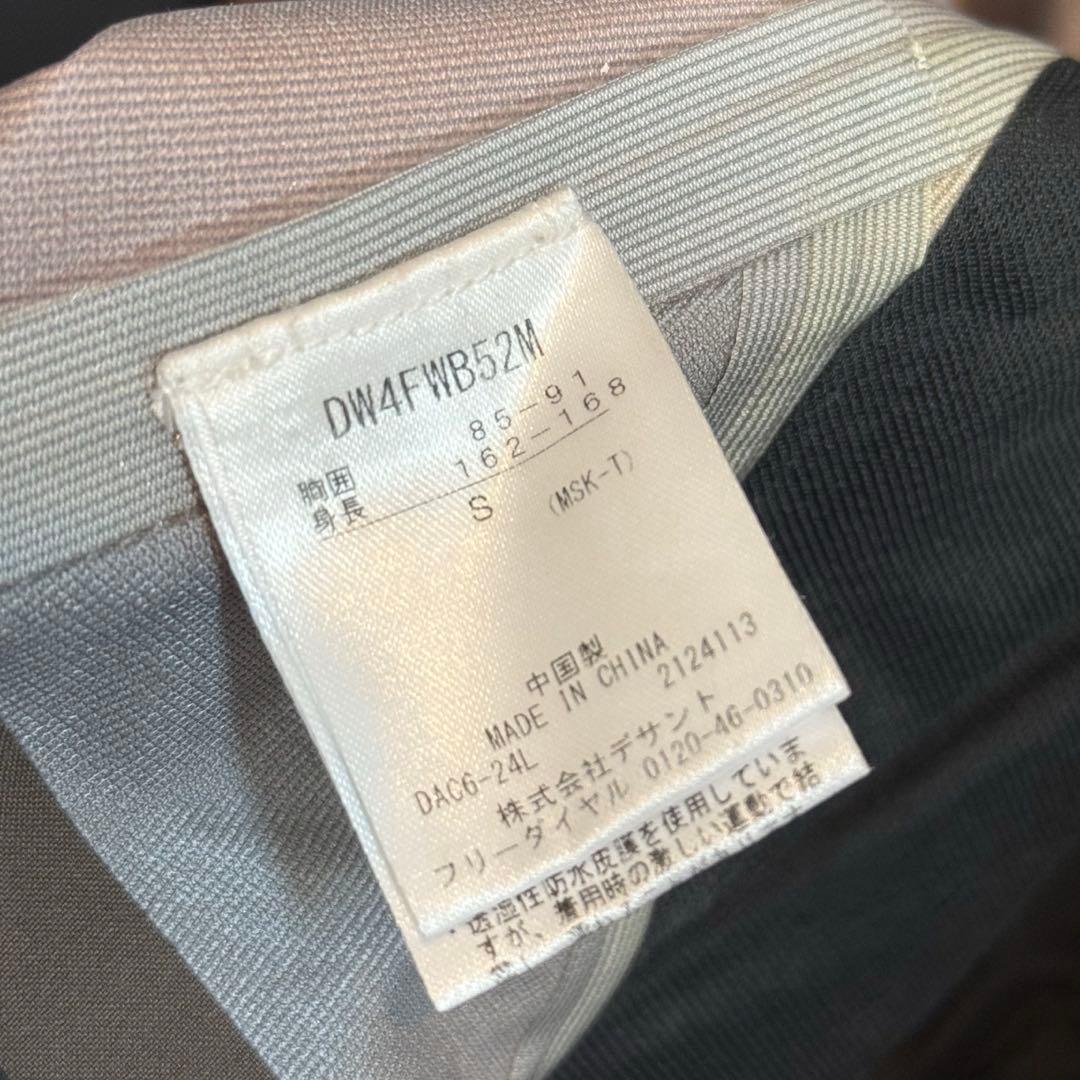 DW4FWB52M
胸囲 85-91
身長 162-168
S (MSK-T)
中国製
MADE IN CHINA
DAC6-24L 2124113
株式会社デサント
フリーダイヤル 0120-46-0310
・透湿性防水皮膜を使用していま
すが、着用時の激しい運動で結